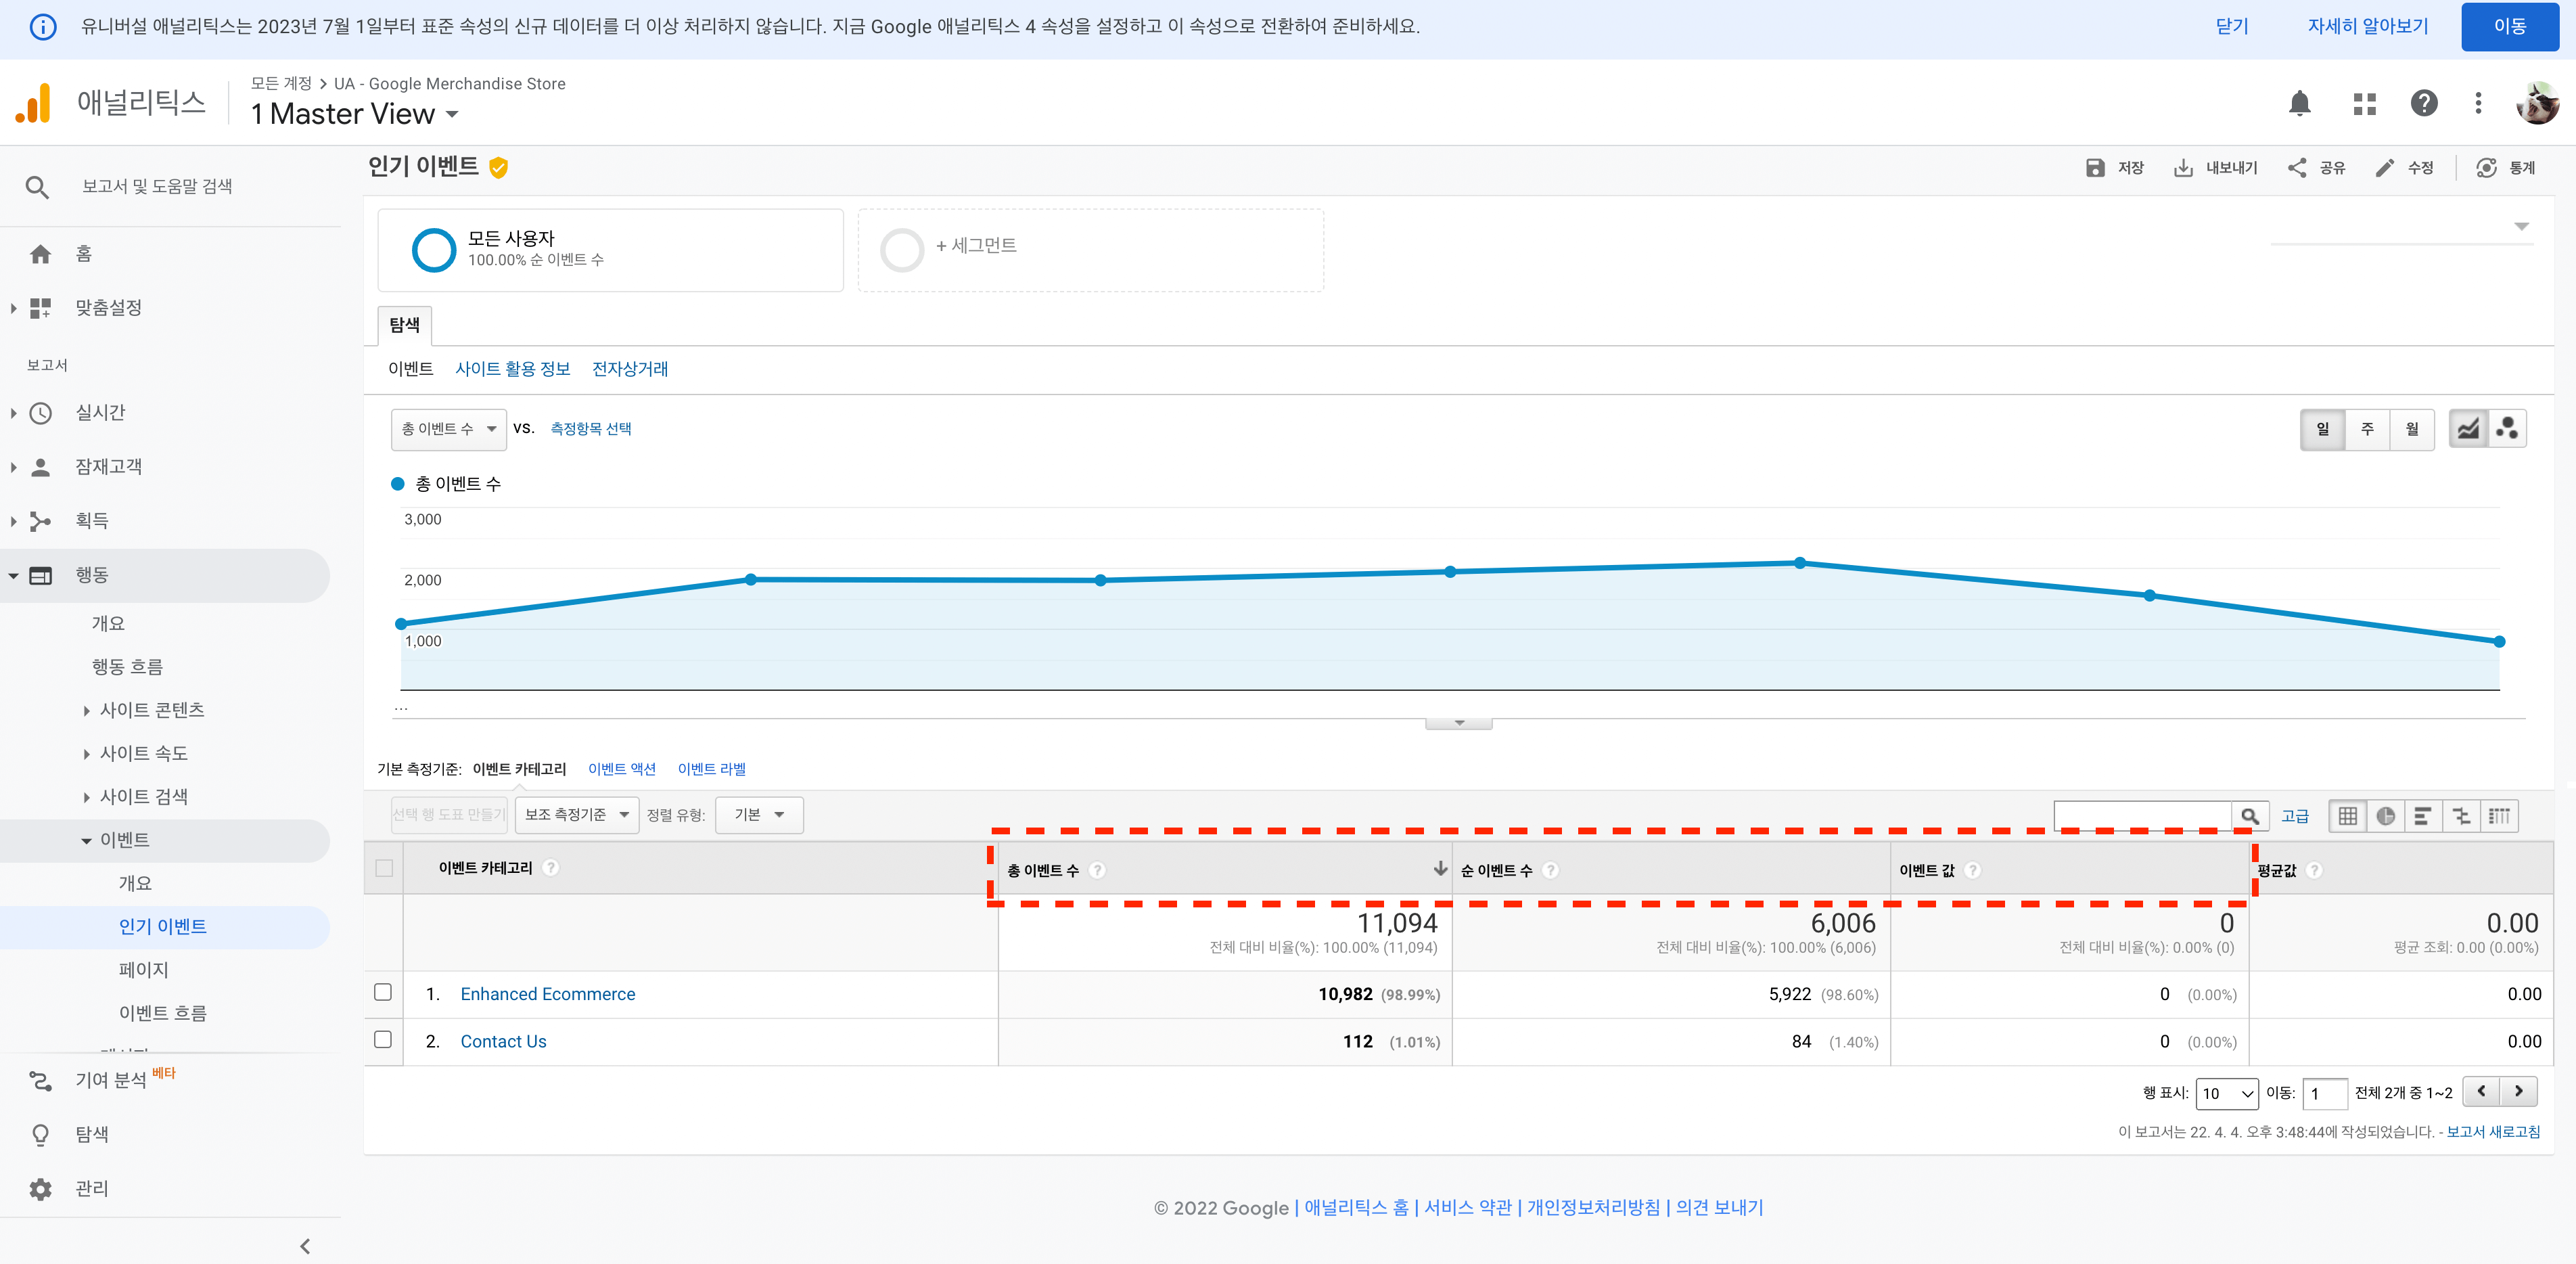 유니버설 애널리틱스는 2023년 7월 1일부터 표준 속성의 신규 데이터를 더 이상 처리하지 않습니다. 지금 Google 애널리틱스 4 속성을 설정하고 이 속성으로 전환하여 준비하세요. 닫기 자세히 알아보기 이동
애널리틱스
모든 계정 > UA - Google Merchandise Store
1 Master View
보고서 및 도움말 검색
홈
맞춤설정
보고서
실시간
잠재고객
획득
행동
개요
행동 흐름
사이트 콘텐츠
사이트 속도
사이트 검색
이벤트
개요
인기 이벤트
페이지
이벤트 흐름
기여 분석 베타
탐색
관리
인기 이벤트
저장 내보내기 공유 수정 통계
모든 사용자
100.00% 순 이벤트 수
+ 세그먼트
탐색
이벤트 사이트 활용 정보 전자상거래
총 이벤트 수 vs. 측정항목 선택
일 주 월
총 이벤트 수
3,000
2,000
1,000
...
기본 측정기준: 이벤트 카테고리 이벤트 액션 이벤트 라벨
선택 행 도표 만들기 보조 측정기준 정렬 유형: 기본 고급
이벤트 카테고리 ? 총 이벤트 수 ? 순 이벤트 수 ? 이벤트 값 ? 평균값 ?
11,094 6,006 0 0.00
전체 대비 비율(%): 100.00% (11,094) 전체 대비 비율(%): 100.00% (6,006) 전체 대비 비율(%): 0.00% (0) 평균 조회: 0.00 (0.00%)
1. Enhanced Ecommerce 10,982 (98.99%) 5,922 (98.60%) 0 (0.00%) 0.00
2. Contact Us 112 (1.01%) 84 (1.40%) 0 (0.00%) 0.00
행 표시: 10 이동: 1 전체 2개 중 1~2
이 보고서는 22. 4. 4. 오후 3:48:44에 작성되었습니다. - 보고서 새로고침
© 2022 Google | 애널리틱스 홈 | 서비스 약관 | 개인정보처리방침 | 의견 보내기